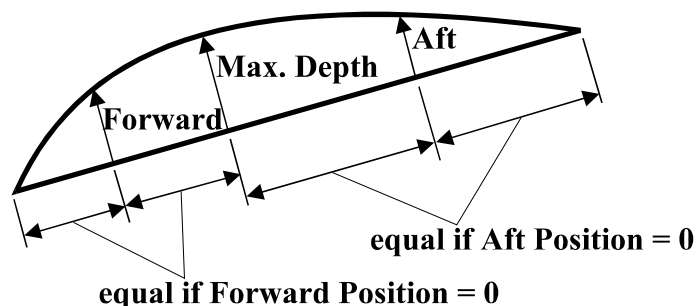 Aft
Max. Depth
Forward
equal if Aft Position = 0
equal if Forward Position = 0